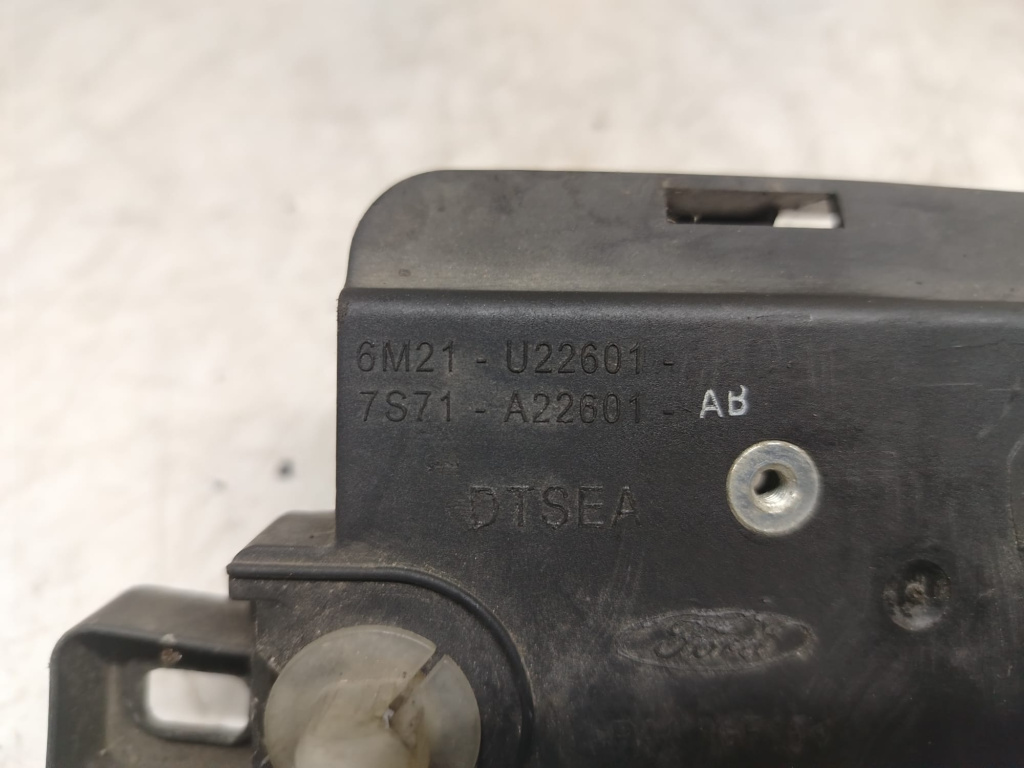 6M21 - U22601 -
7S71 - A22601 - AB
DTSEA
Ford